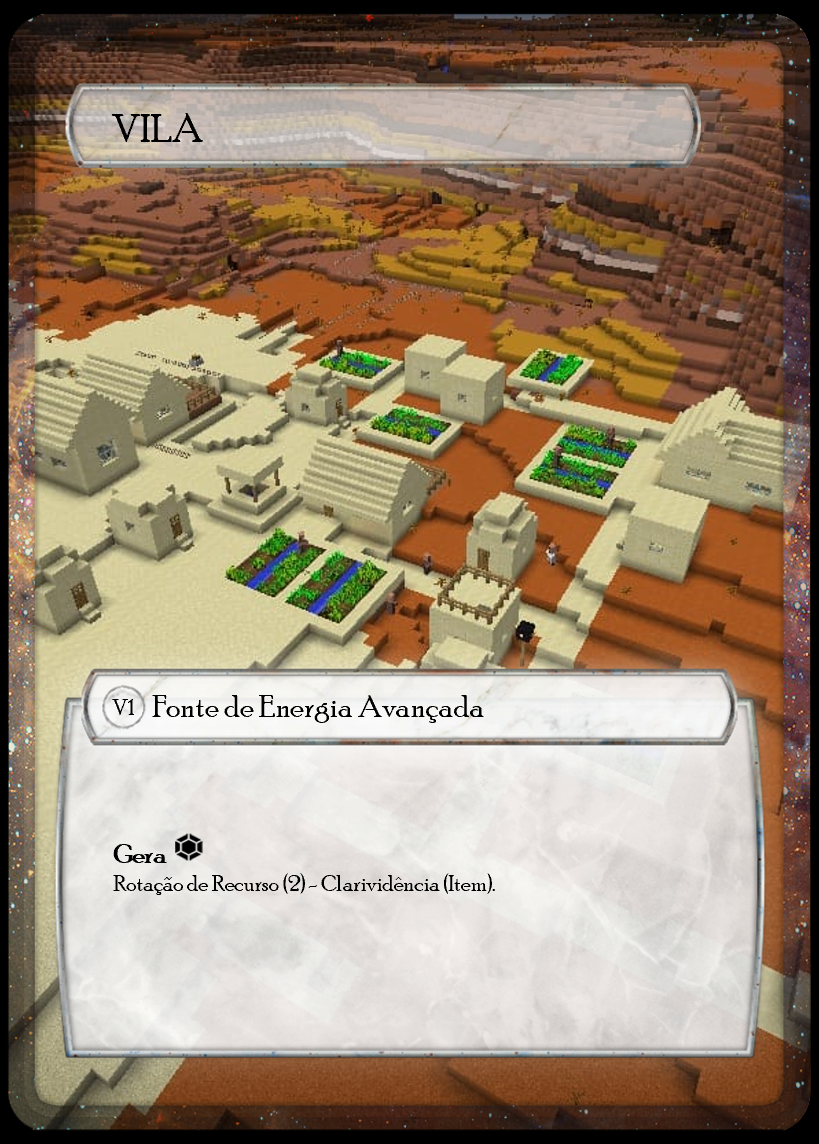 VILA
V1 Fonte de Energia Avançada
Gera
Rotação de Recurso (2) - Clarividência (Item).